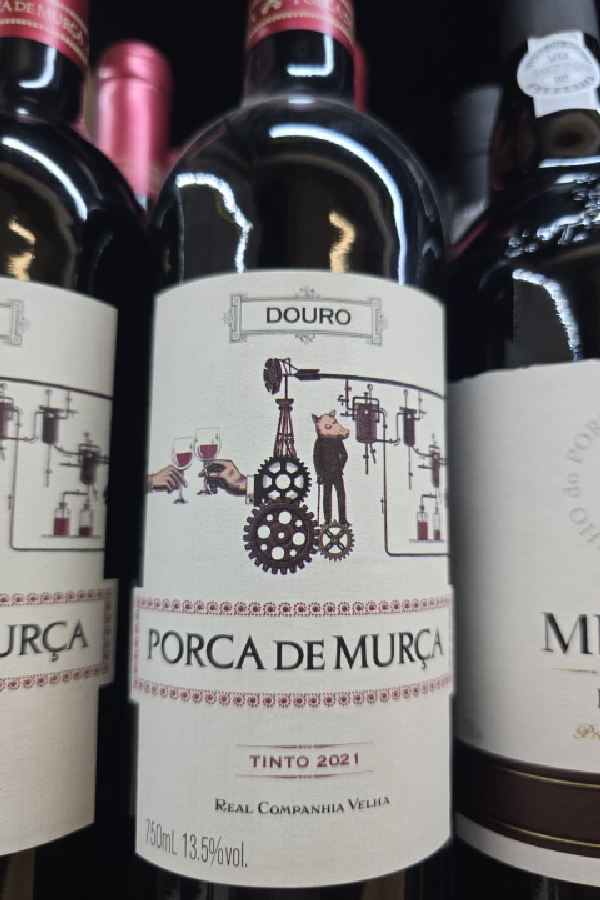 DOURO
PORCA DE MURÇA
TINTO 2021
REAL COMPANHIA VELHA
750mL 13.5%vol.
URÇA